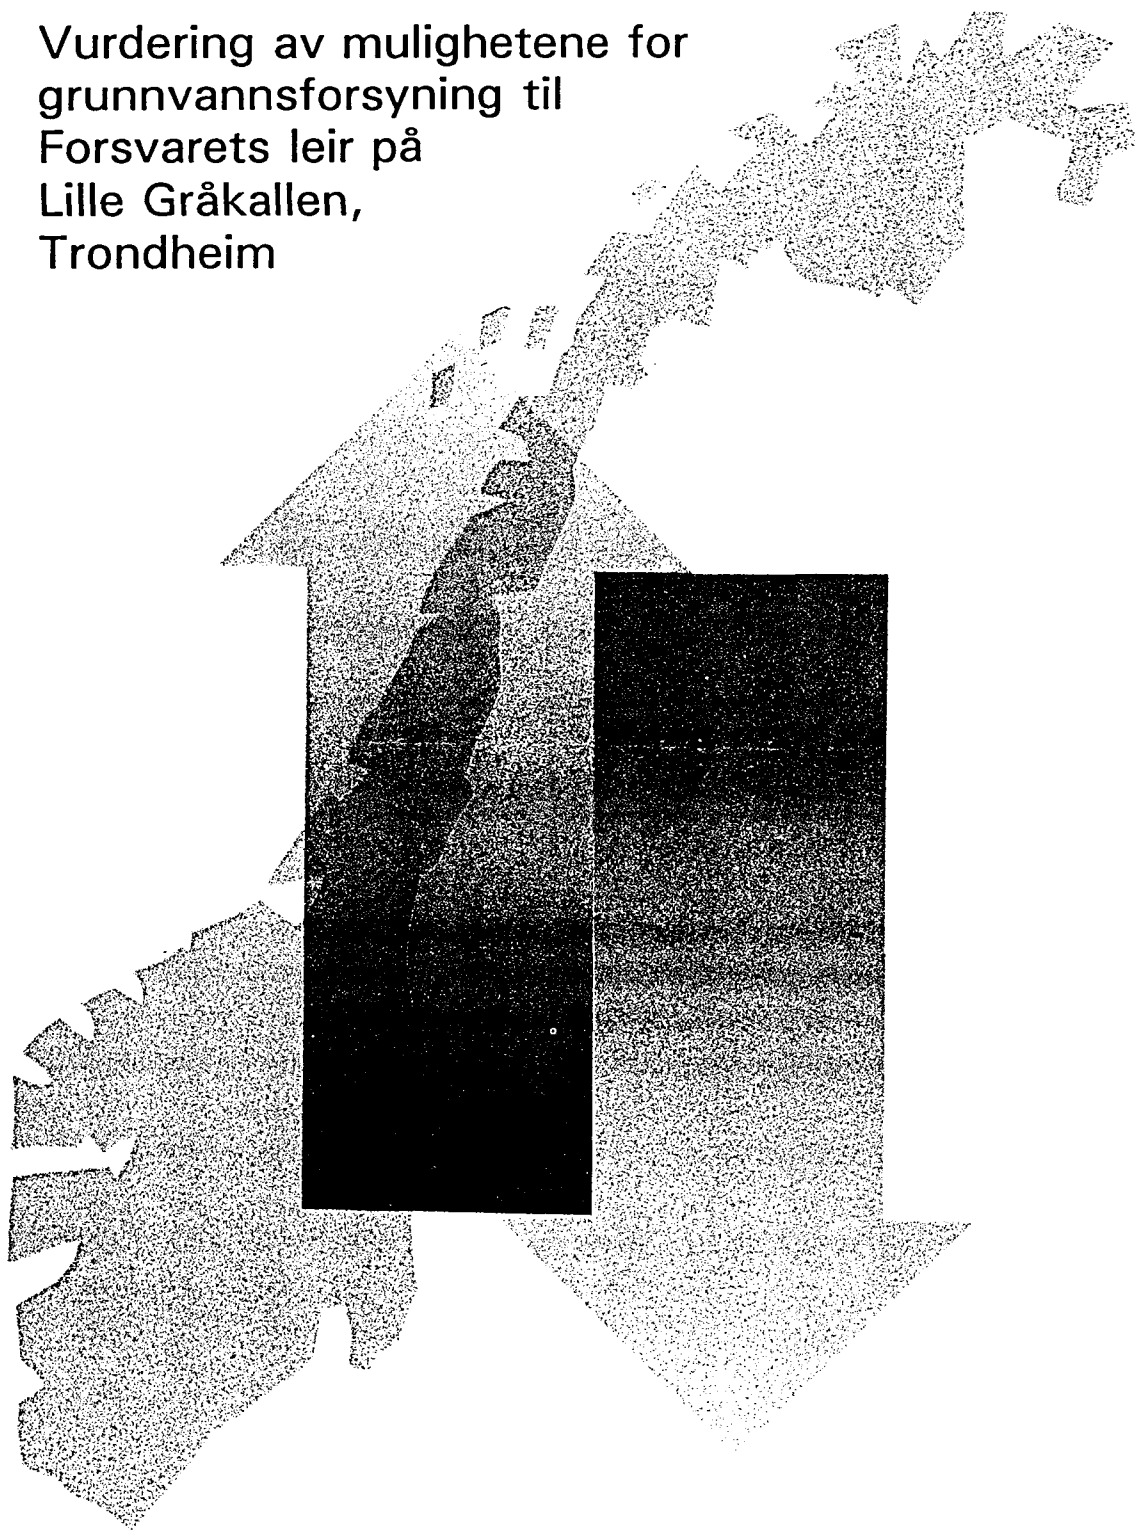 Vurdering av mulighetene for
grunnvannsforsyning til
Forsvarets leir på
Lille Gråkallen,
Trondheim